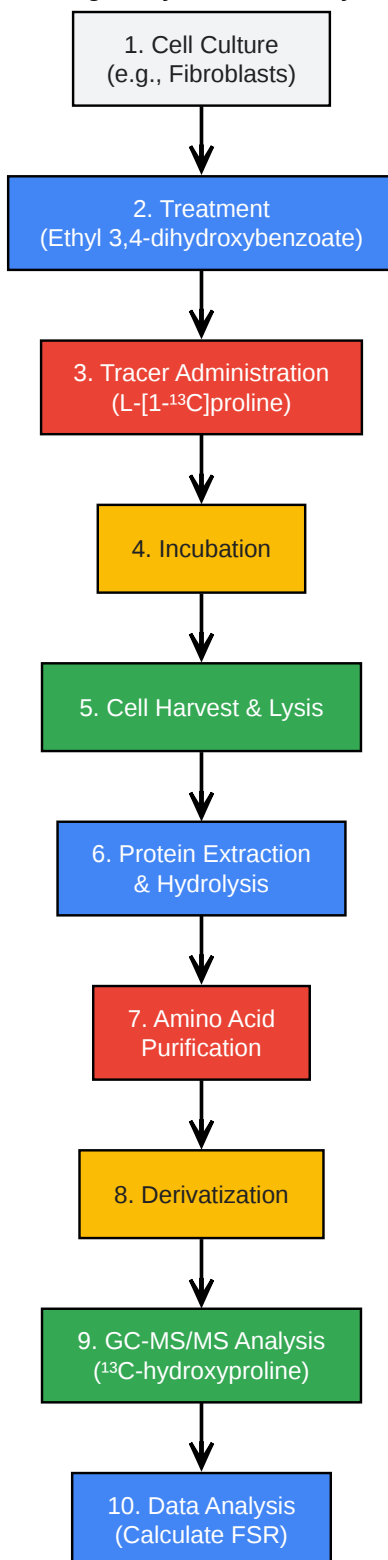 1. Cell Culture
(e.g., Fibroblasts)
2. Treatment
(Ethyl 3,4-dihydroxybenzoate)
3. Tracer Administration
(L-[1-¹³C]proline)
4. Incubation
5. Cell Harvest & Lysis
6. Protein Extraction
& Hydrolysis
7. Amino Acid
Purification
8. Derivatization
9. GC-MS/MS Analysis
(¹³C-hydroxyproline)
10. Data Analysis
(Calculate FSR)